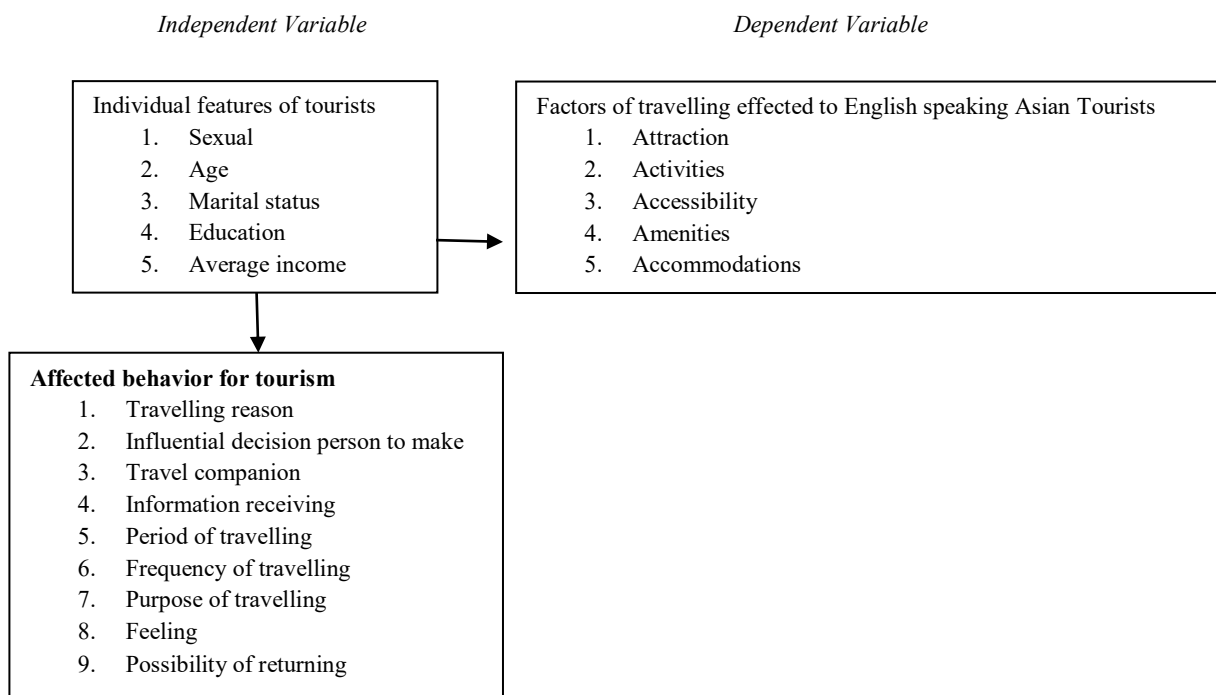 Independent Variable
Dependent Variable
Individual features of tourists
1. Sexual
2. Age
3. Marital status
4. Education
5. Average income
Factors of travelling effected to English speaking Asian Tourists
1. Attraction
2. Activities
3. Accessibility
4. Amenities
5. Accommodations
Affected behavior for tourism
1. Travelling reason
2. Influential decision person to make
3. Travel companion
4. Information receiving
5. Period of travelling
6. Frequency of travelling
7. Purpose of travelling
8. Feeling
9. Possibility of returning